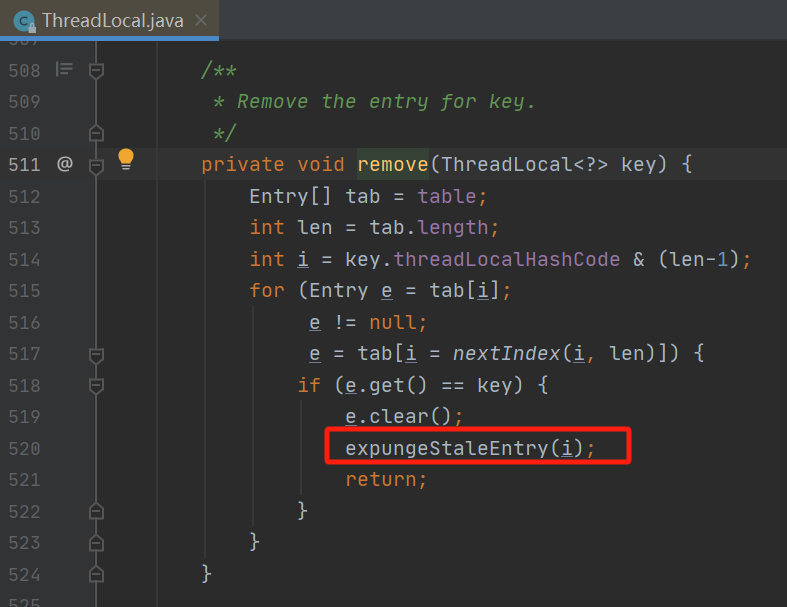 ThreadLocal.java
508 /**
509 * Remove the entry for key.
510 */
511 @ private void remove(ThreadLocal<?> key) {
512 Entry[] tab = table;
513 int len = tab.length;
514 int i = key.threadLocalHashCode & (len-1);
515 for (Entry e = tab[i];
516 e != null;
517 e = tab[i = nextIndex(i, len)]) {
518 if (e.get() == key) {
519 e.clear();
520 expungeStaleEntry(i);
521 return;
522 }
523 }
524 }